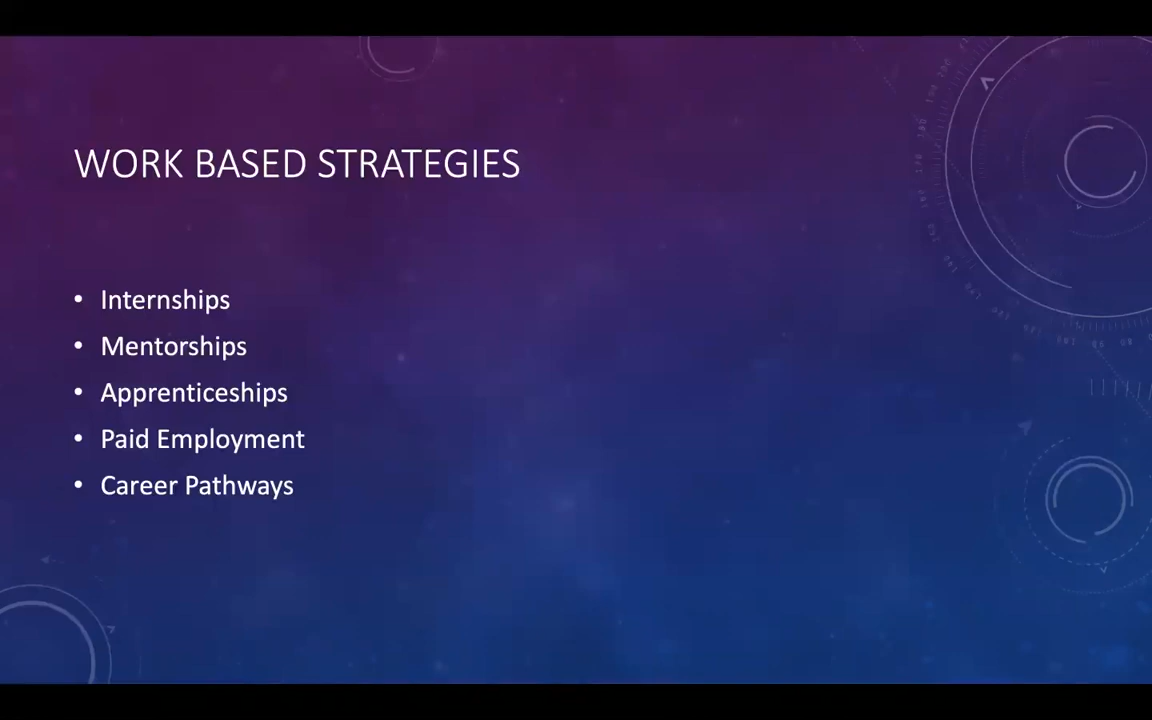 WORK BASED STRATEGIES
• Internships
• Mentorships
• Apprenticeships
• Paid Employment
• Career Pathways